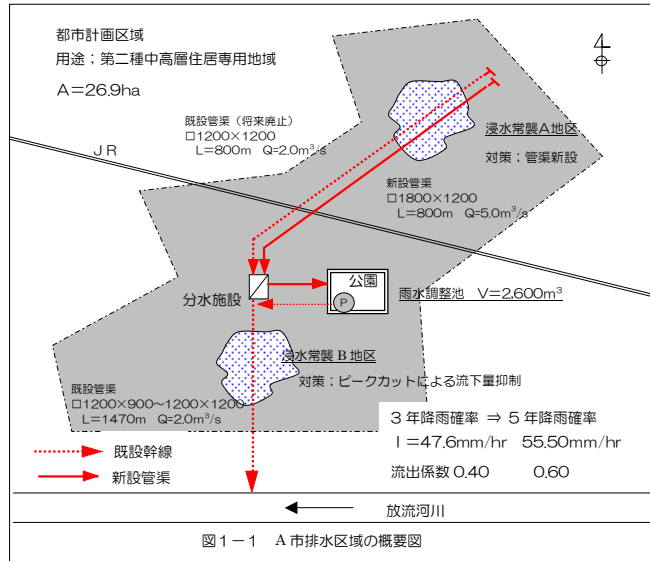 都市計画区域
用途；第二種中高層住居専用地域
A＝26.9ha
既設管渠（将来廃止）
□1200×1200
L=800m Q=2.0m³/s
ＪＲ
浸水常襲A地区
対策；管渠新設
新設管渠
□1800×1200
L=800m Q=5.0m³/s
公園
P
分水施設
雨水調整池 V＝2,600m³
浸水常襲 B 地区
対策；ピークカットによる流下量抑制
既設管渠
□1200×900～1200×1200
L=1470m Q=2.0m³/s
３年降雨確率 ⇒ ５年降雨確率
I＝47.6mm/hr 55.50mm/hr
流出係数 0.40 0.60
既設幹線
新設管渠
放流河川
図１－１ A 市排水区域の概要図